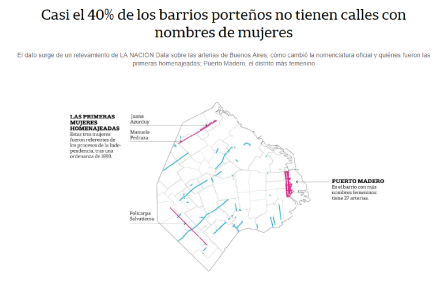 Casi el 40% de los barrios porteños no tienen calles con
nombres de mujeres
El dato surge de un relevamiento de LA NACION Data sobre las arterias de Buenos Aires; cómo cambió la nomenclatura oficial y quiénes fueron las
primeras homenajeadas; Puerto Madero, el distrito más femenino
LAS PRIMERAS
MUJERES
HOMENAJEADAS
Estas tres mujeres
fueron referentes de
los procesos de la Inde-
pendencia, tras una
ordenanza de 1893.
Juana
Azurduy
Manuela
Pedraza
Policarpa
Salvatierra
PUERTO MADERO
Es el barrio con más
nombres femeninos:
tiene 27 arterias.